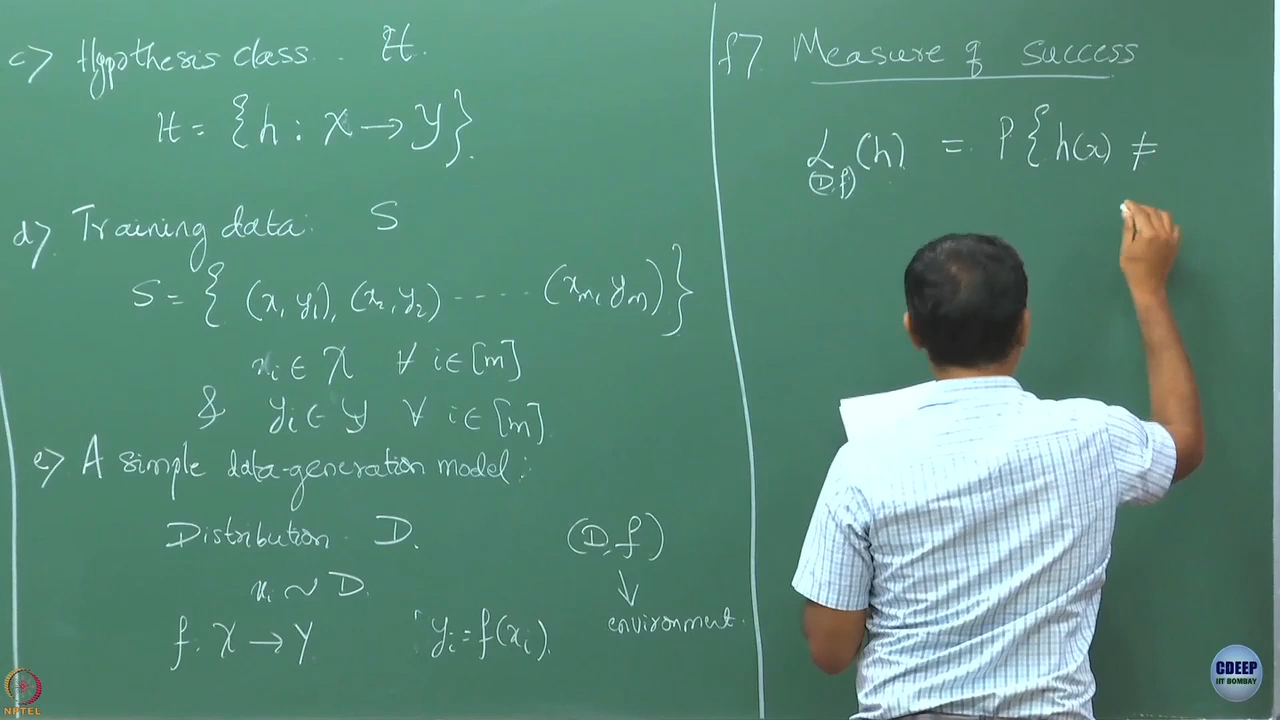 c) Hypothesis class .. ℋ.
ℋ = {h : 𝒳 → 𝒴}.
d) Training data: S
S = { (x₁, y₁), (x₂, y₂) ----- (xₘ, yₘ) }
xᵢ ∈ 𝒳 ∀ i ∈ [m]
& yᵢ ∈ 𝒴 ∀ i ∈ [m]
e) A simple data-generation model:
Distribution D.
(D, f)
xᵢ ~ D.
↓
f: 𝒳 → Y yᵢ = f(xᵢ).
environment.
f) Measure of success
L(D,f) (h) = P{ h(x) ≠
NPTEL
CDEEP
IIT BOMBAY